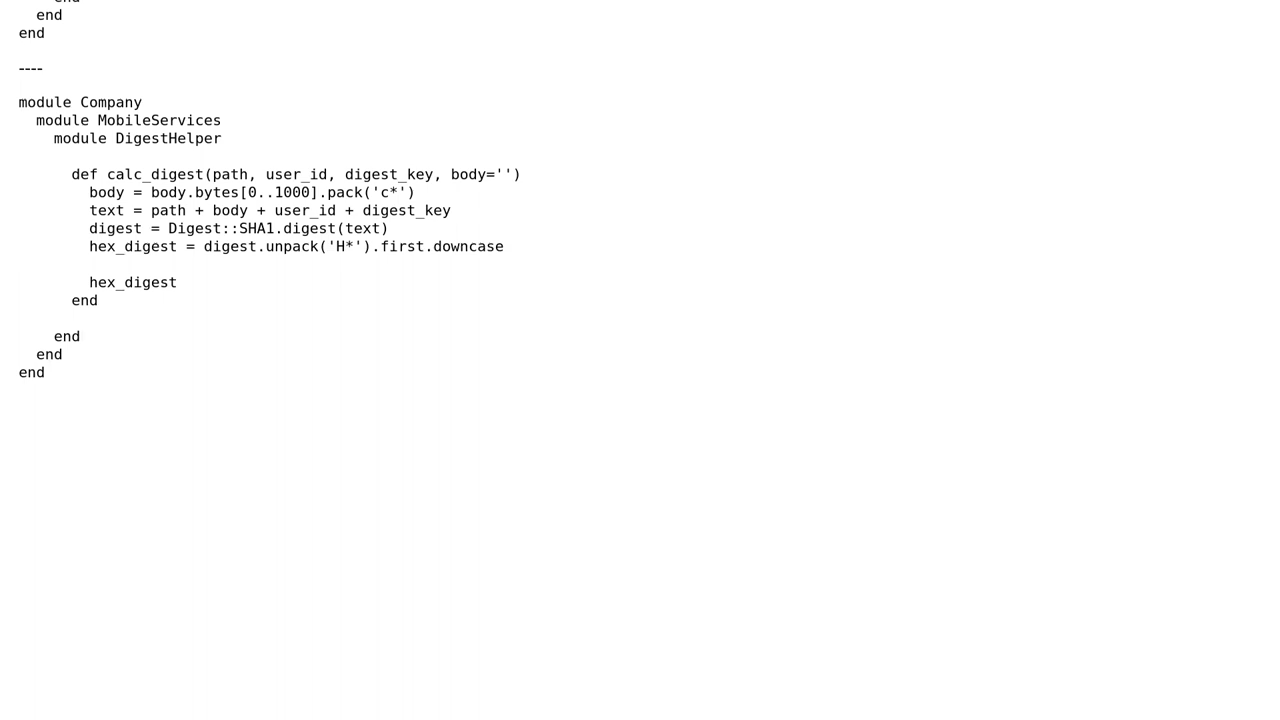 end
end
end

----

module Company
  module MobileServices
    module DigestHelper

      def calc_digest(path, user_id, digest_key, body='')
        body = body.bytes[0..1000].pack('c*')
        text = path + body + user_id + digest_key
        digest = Digest::SHA1.digest(text)
        hex_digest = digest.unpack('H*').first.downcase

        hex_digest
      end

    end
  end
end